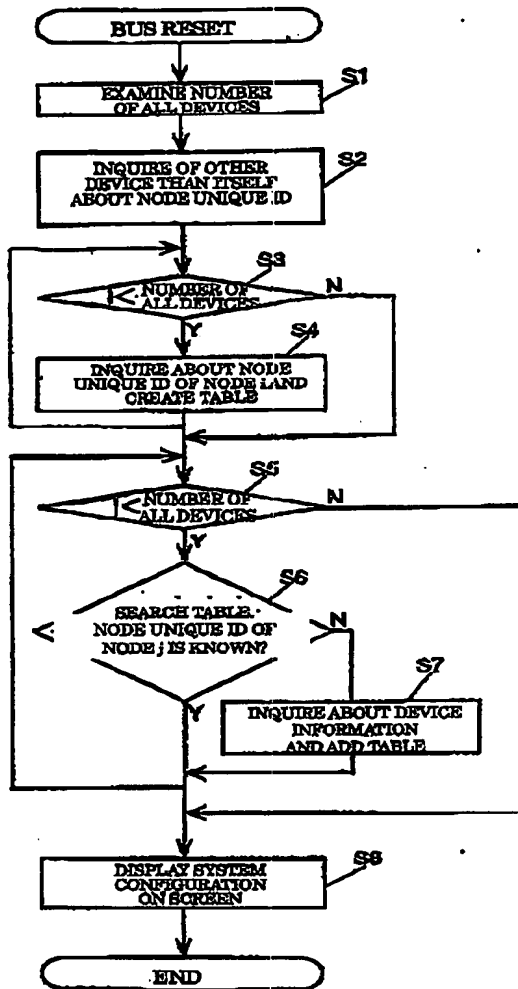 BUS RESET
S1
EXAMINE NUMBER
OF ALL DEVICES
S2
INQUIRE OF OTHER
DEVICE THAN ITSELF
ABOUT NODE UNIQUE ID
S3
NUMBER OF
ALL DEVICES
N
Y
S4
INQUIRE ABOUT NODE
UNIQUE ID OF NODE i AND
CREATE TABLE
S5
NUMBER OF
ALL DEVICES
N
Y
S6
SEARCH TABLE.
NODE UNIQUE ID OF
NODE j IS KNOWN?
N
Y
S7
INQUIRE ABOUT DEVICE
INFORMATION
AND ADD TABLE
S8
DISPLAY SYSTEM
CONFIGURATION
ON SCREEN
END